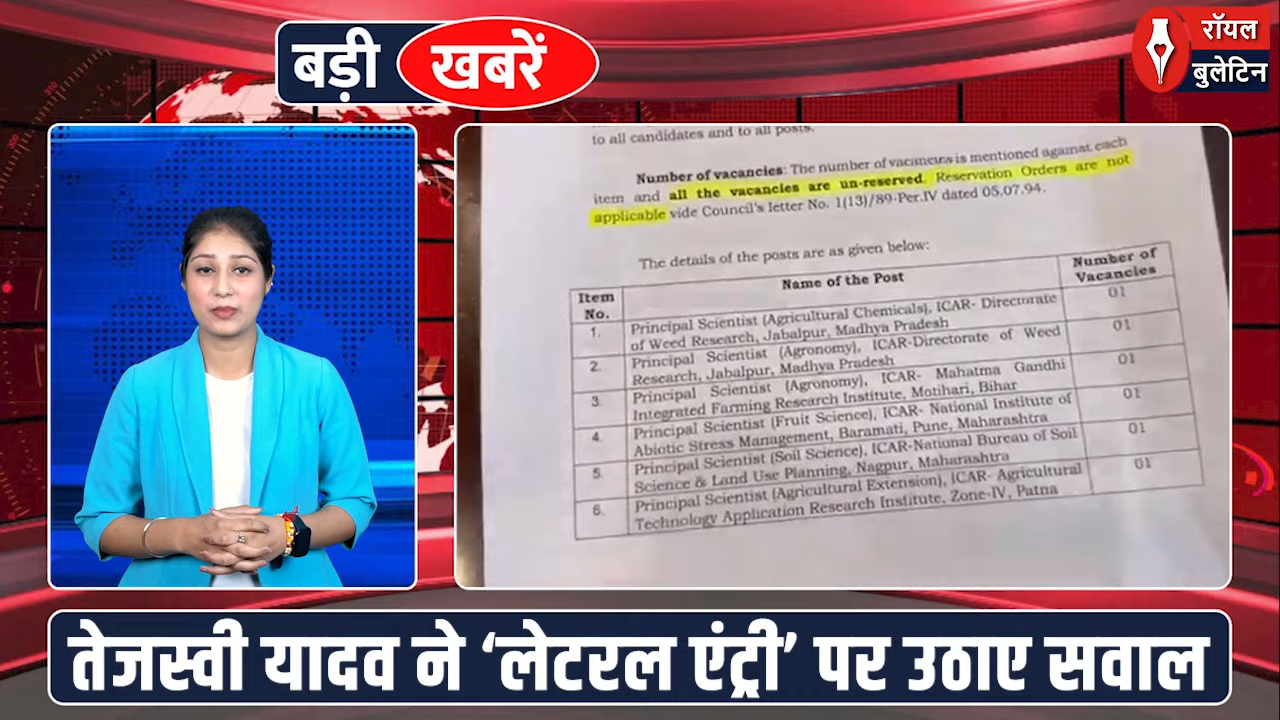 बड़ी खबरें
रॉयल
बुलेटिन
to all candidates and to all posts.
Number of vacancies: The number of vacancies is mentioned against each
item and all the vacancies are un-reserved. Reservation Orders are not
applicable vide Council's letter No. 1(13)/89-Per.IV dated 05.07.94.
The details of the posts are as given below:
Item No. Name of the Post Number of Vacancies
1. Principal Scientist (Agricultural Chemicals), ICAR- Directorate 01
of Weed Research, Jabalpur, Madhya Pradesh
2. Principal Scientist (Agronomy), ICAR-Directorate of Weed 01
Research, Jabalpur, Madhya Pradesh
3. Principal Scientist (Agronomy), ICAR- Mahatma Gandhi 01
Integrated Farming Research Institute, Motihari, Bihar
4. Principal Scientist (Fruit Science), ICAR- National Institute of 01
Abiotic Stress Management, Baramati, Pune, Maharashtra
5. Principal Scientist (Soil Science), ICAR-National Bureau of Soil 01
Science & Land Use Planning, Nagpur, Maharashtra
6. Principal Scientist (Agricultural Extension), ICAR- Agricultural 01
Technology Application Research Institute, Zone-IV, Patna
तेजस्वी यादव ने ‘लेटरल एंट्री’ पर उठाए सवाल